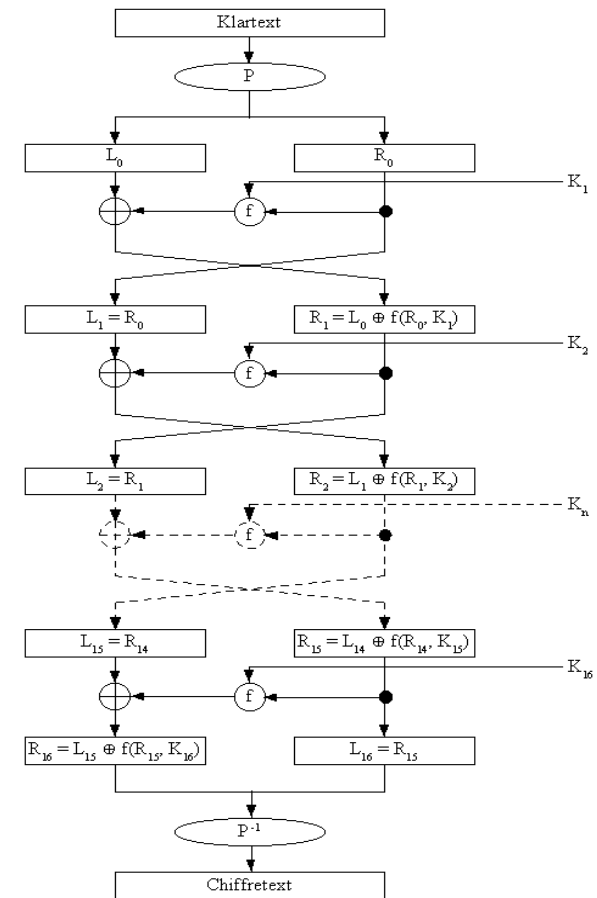 Klartext
P
L₀
R₀
K₁
f
L₁ = R₀
R₁ = L₀ ⊕ f(R₀, K₁)
K₂
f
L₂ = R₁
R₂ = L₁ ⊕ f(R₁, K₂)
Kₙ
f
L₁₅ = R₁₄
R₁₅ = L₁₄ ⊕ f(R₁₄, K₁₅)
K₁₆
f
R₁₆ = L₁₅ ⊕ f(R₁₅, K₁₆)
L₁₆ = R₁₅
P⁻¹
Chiffretext